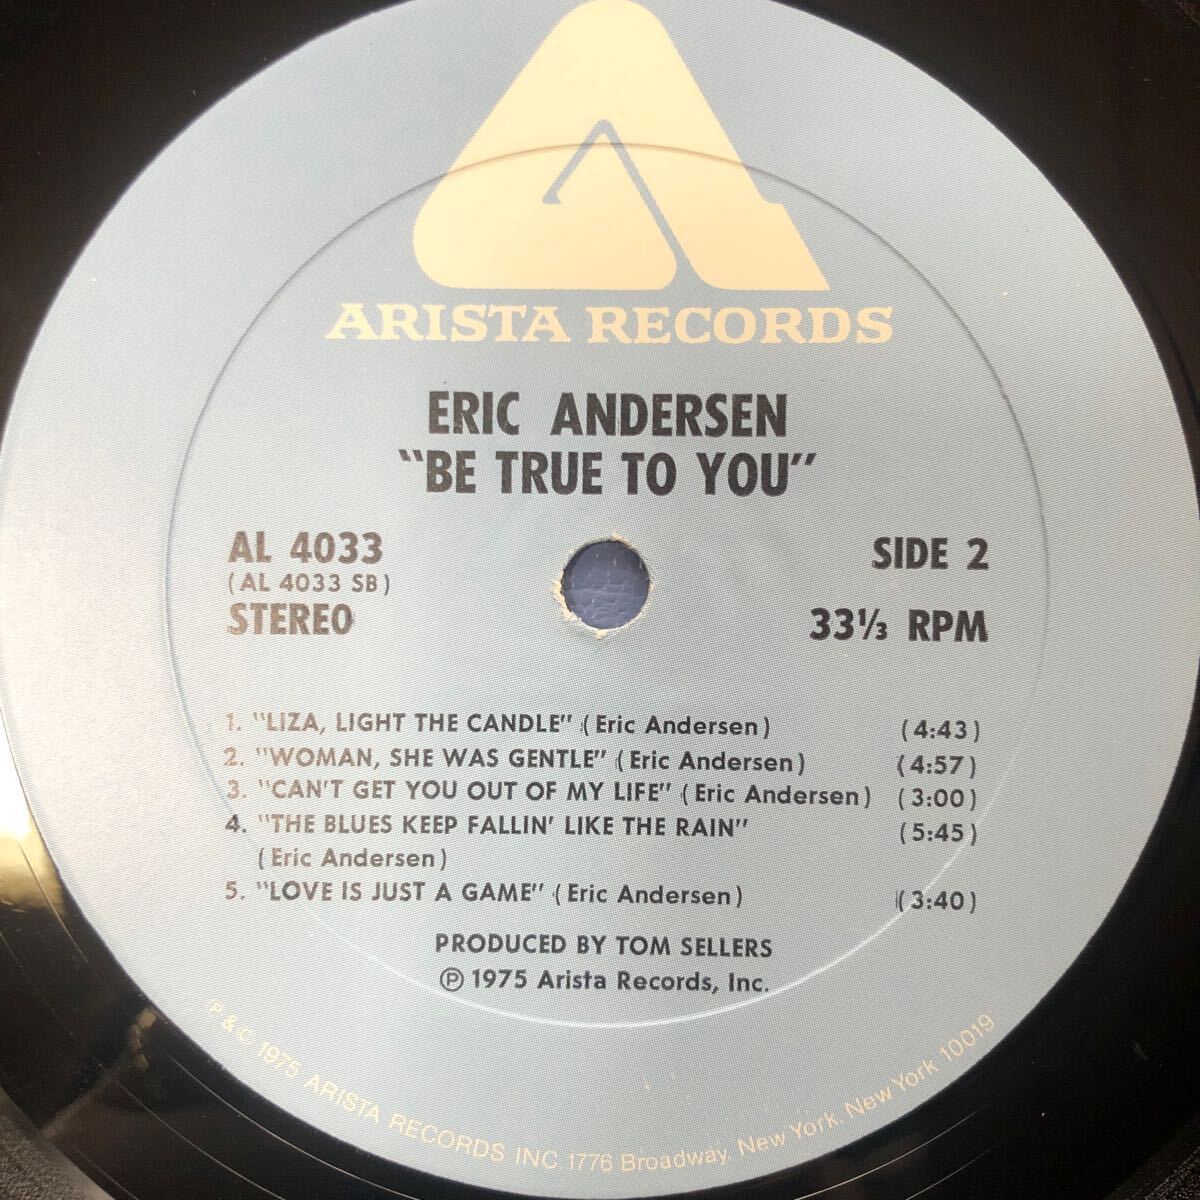 ARISTA RECORDS
ERIC ANDERSEN
"BE TRUE TO YOU"
AL 4033
(AL 4033 SB)
STEREO
SIDE 2
33⅓ RPM
1. "LIZA, LIGHT THE CANDLE" (Eric Andersen) (4:43)
2. "WOMAN, SHE WAS GENTLE" (Eric Andersen) (4:57)
3. "CAN'T GET YOU OUT OF MY LIFE" (Eric Andersen) (3:00)
4. "THE BLUES KEEP FALLIN' LIKE THE RAIN" (5:45)
(Eric Andersen)
5. "LOVE IS JUST A GAME" (Eric Andersen) (3:40)
PRODUCED BY TOM SELLERS
℗ 1975 Arista Records, Inc.
℗ & © 1975 ARISTA RECORDS INC. 1776 Broadway, New York, New York 10019